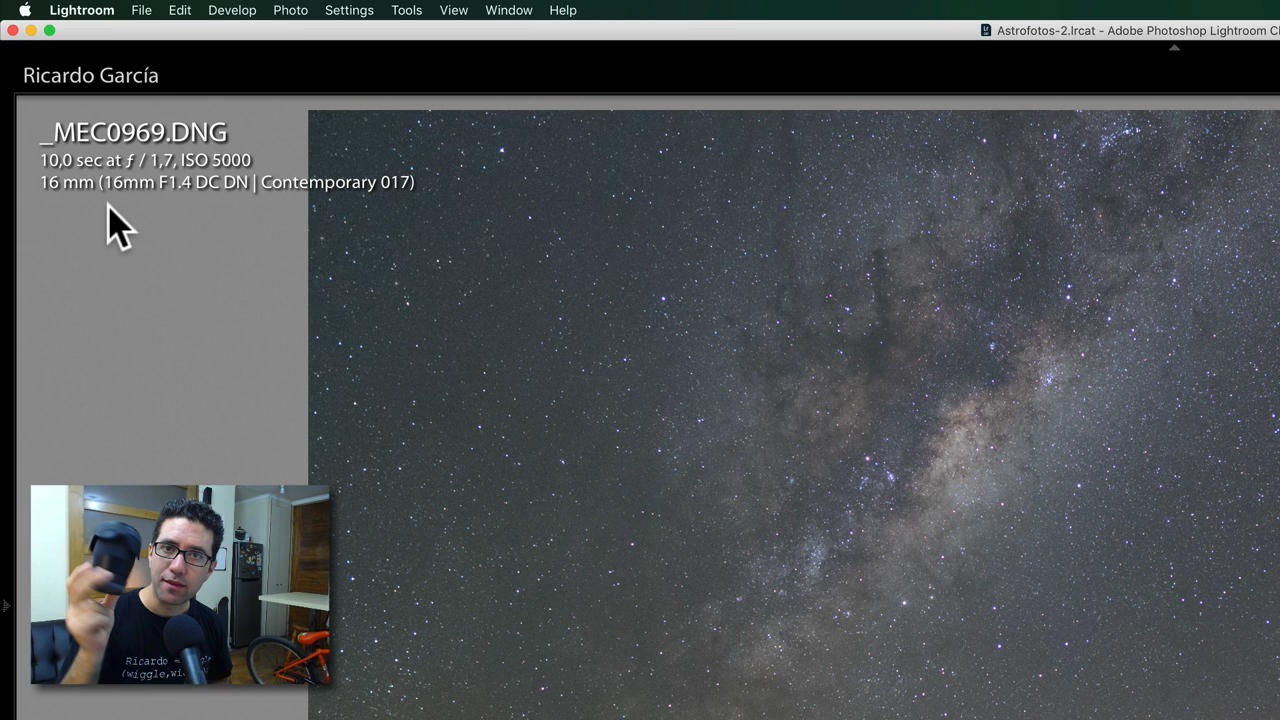 Lightroom File Edit Develop Photo Settings Tools View Window Help
Astrofotos-2.lrcat - Adobe Photoshop Lightroom
Ricardo García
_MEC0969.DNG
10,0 sec at ƒ / 1,7, ISO 5000
16 mm (16mm F1.4 DC DN | Contemporary 017)
Ricardo
(wiggle,